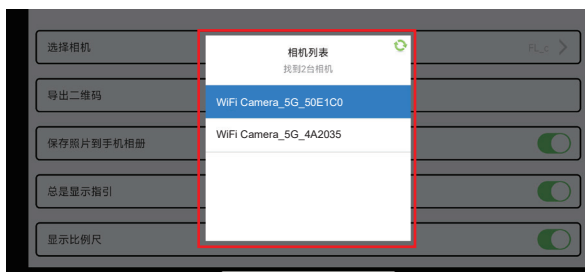 选择相机
FL_c
相机列表
找到2台相机
导出二维码
WiFi Camera_5G_50E1C0
WiFi Camera_5G_4A2035
保存照片到手机相册
总是显示指引
显示比例尺